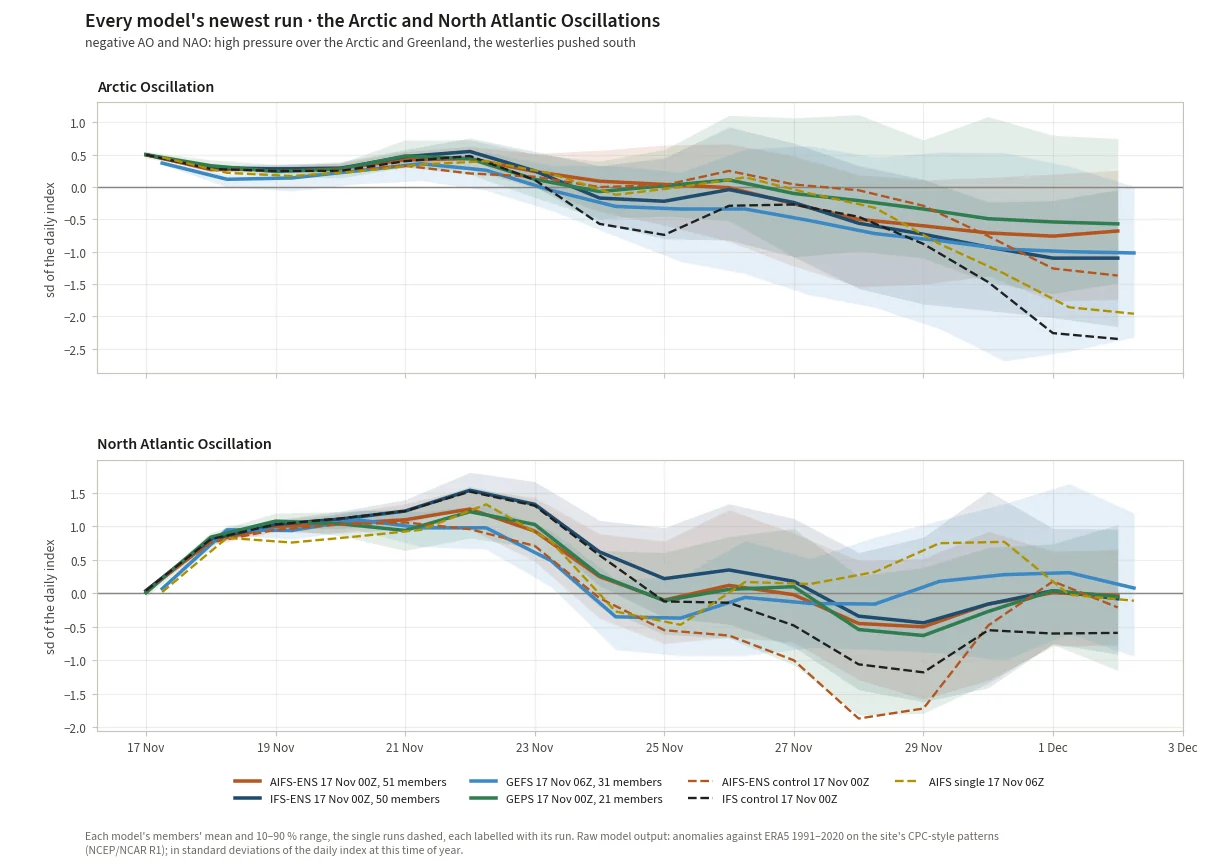 Every model's newest run · the Arctic and North Atlantic Oscillations
negative AO and NAO: high pressure over the Arctic and Greenland, the westerlies pushed south
Arctic Oscillation
sd of the daily index
1.0
0.5
0.0
−0.5
−1.0
−1.5
−2.0
−2.5
North Atlantic Oscillation
sd of the daily index
1.5
1.0
0.5
0.0
−0.5
−1.0
−1.5
−2.0
17 Nov 19 Nov 21 Nov 23 Nov 25 Nov 27 Nov 29 Nov 1 Dec 3 Dec
AIFS-ENS 17 Nov 00Z, 51 members GEFS 17 Nov 06Z, 31 members AIFS-ENS control 17 Nov 00Z AIFS single 17 Nov 06Z
IFS-ENS 17 Nov 00Z, 50 members GEPS 17 Nov 00Z, 21 members IFS control 17 Nov 00Z
Each model's members' mean and 10–90 % range, the single runs dashed, each labelled with its run. Raw model output: anomalies against ERA5 1991–2020 on the site's CPC-style patterns
(NCEP/NCAR R1); in standard deviations of the daily index at this time of year.